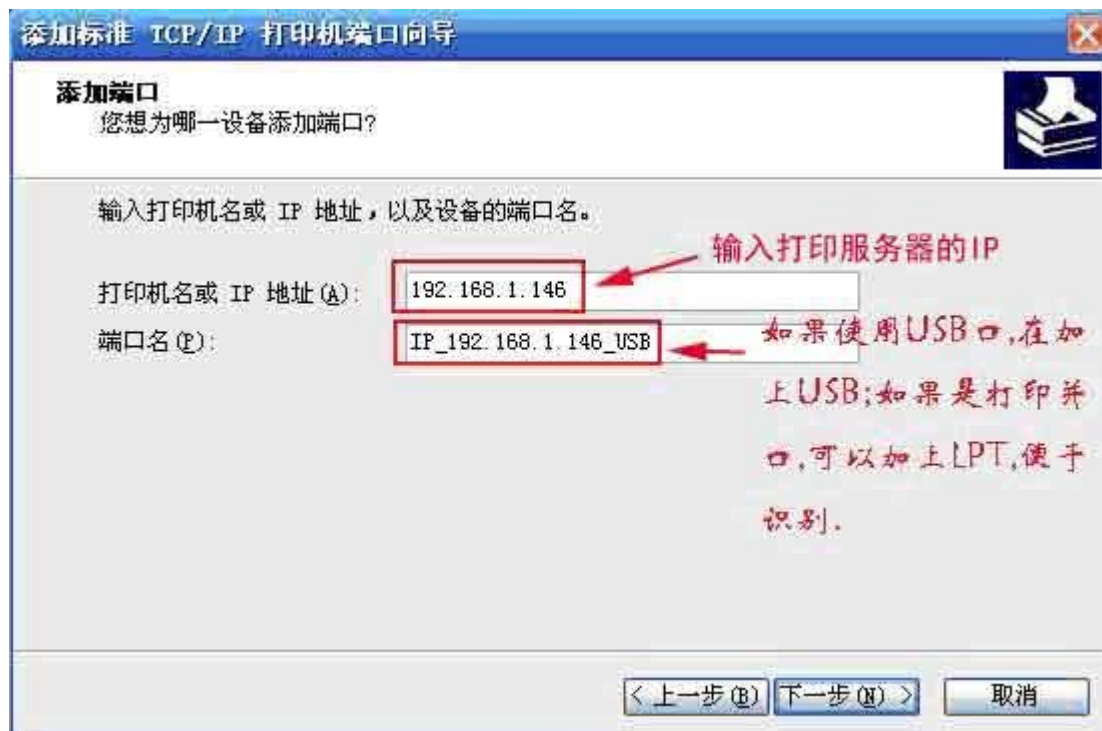 添加标准 TCP/IP 打印机端口向导
添加端口
您想为哪一设备添加端口?
输入打印机名或 IP 地址,以及设备的端口名。
输入打印服务器的IP
打印机名或 IP 地址(A):
192.168.1.146
端口名(P):
IP_192.168.1.146_USB
如果使用USB口,在加
上USB;如果是打印并
口,可以加上LPT,便于
识别.
< 上一步(B) 下一步(N) > 取消